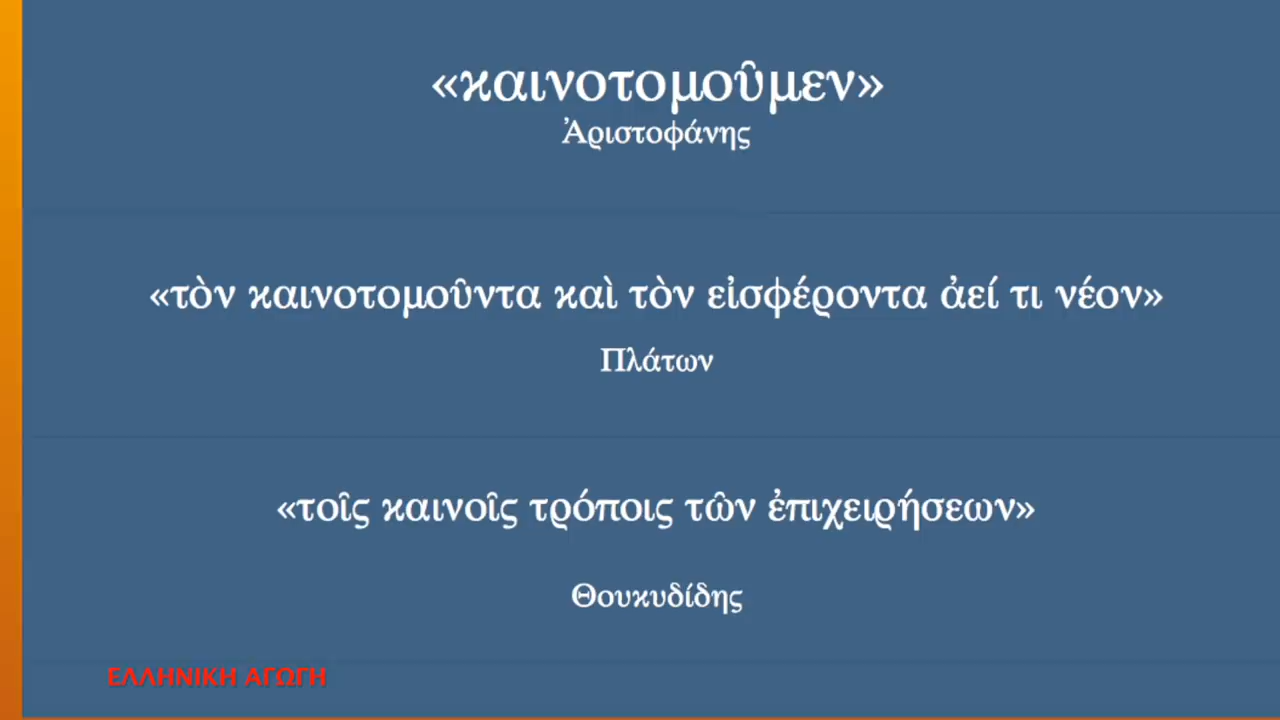 «καινοτομοῦμεν»
Ἀριστοφάνης
«τὸν καινοτομοῦντα καὶ τὸν εἰσφέροντα ἀεί τι νέον»
Πλάτων
«τοῖς καινοῖς τρόποις τῶν ἐπιχειρήσεων»
Θουκυδίδης
ΕΛΛΗΝΙΚΗ ΑΓΩΓΗ